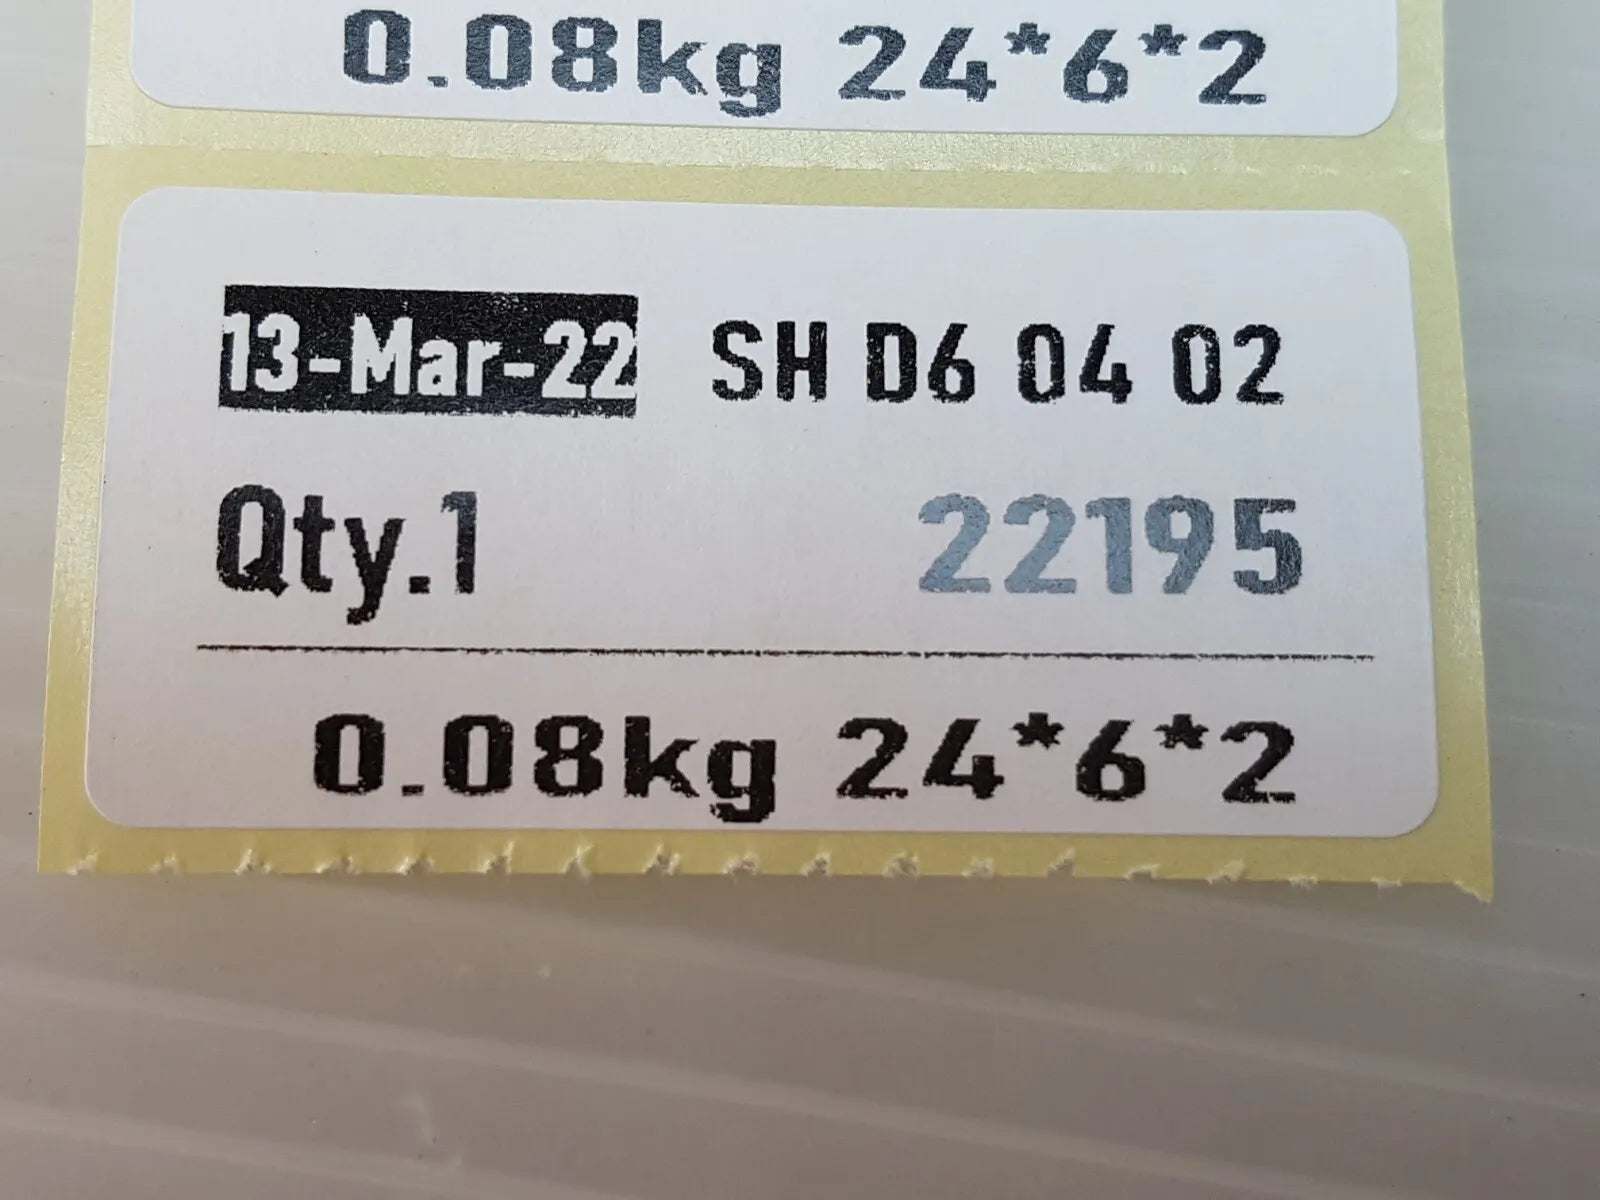 0.08kg 24*6*2
13-Mar-22 SH D6 04 02
Qty.1 22195
0.08kg 24*6*2